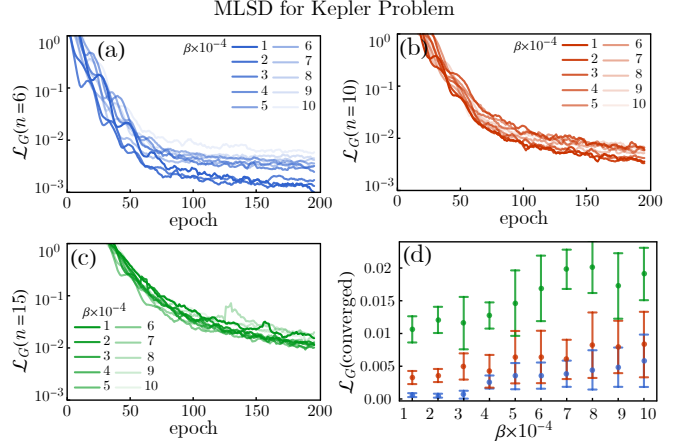 MLSD for Kepler Problem
(a)
β×10⁻⁴
1 6
2 7
3 8
4 9
5 10
10⁰
10⁻¹
10⁻²
10⁻³
ℒ_G(n=6)
0 50 100 150 200
epoch
(b)
β×10⁻⁴
1 6
2 7
3 8
4 9
5 10
10⁰
10⁻¹
10⁻²
10⁻³
ℒ_G(n=10)
0 50 100 150 200
epoch
(c)
β×10⁻⁴
1 6
2 7
3 8
4 9
5 10
10⁰
10⁻¹
10⁻²
10⁻³
ℒ_G(n=15)
0 50 100 150 200
epoch
(d)
0.02
0.015
0.01
0.005
0.000
ℒ_G(converged)
1 2 3 4 5 6 7 8 9 10
β×10⁻⁴